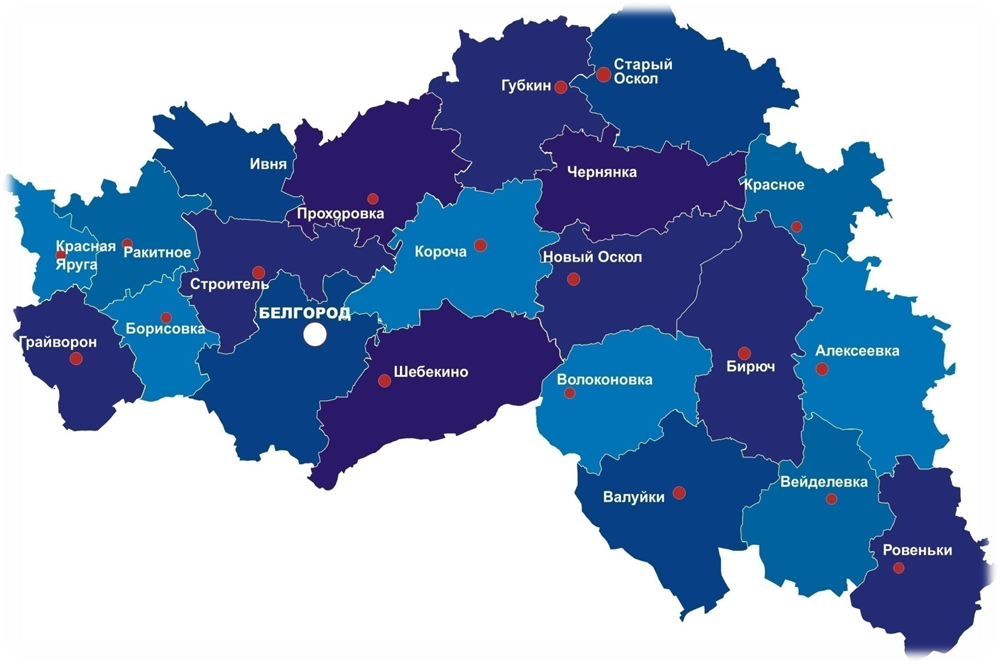 Старый
Оскол
Губкин
Ивня
Чернянка
Красное
Прохоровка
Красная
Яруга
Ракитное
Короча
Новый Оскол
Строитель
БЕЛГОРОД
Борисовка
Грайворон
Шебекино
Волоконовка
Бирюч
Алексеевка
Валуйки
Вейделевка
Ровеньки